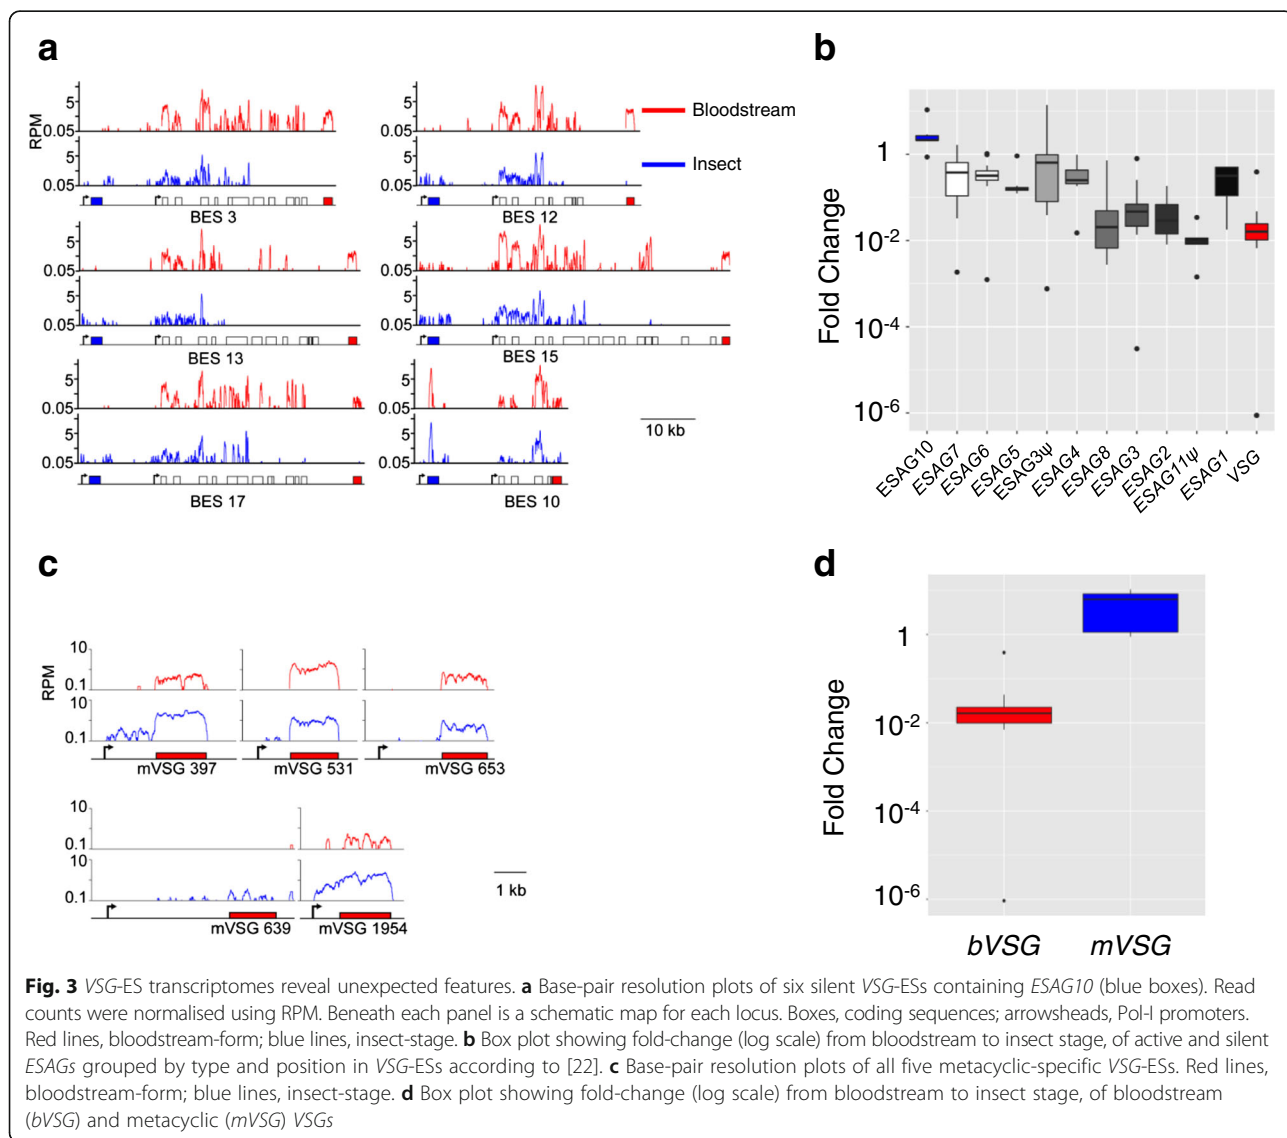 a
b
RPM
5
0.05
5
0.05
BES 3
5
0.05
5
0.05
BES 12
Bloodstream
Insect
5
0.05
5
0.05
BES 13
5
0.05
5
0.05
BES 15
5
0.05
5
0.05
BES 17
5
0.05
5
0.05
BES 10
10 kb
Fold Change
1
10-2
10-4
10-6
ESAG10
ESAG7
ESAG6
ESAG5
ESAG3ψ
ESAG4
ESAG8
ESAG3
ESAG2
ESAG11ψ
ESAG1
VSG
c
d
RPM
10
0.1
10
0.1
mVSG 397
mVSG 531
mVSG 653
10
0.1
10
0.1
mVSG 639
mVSG 1954
1 kb
Fold Change
1
10-2
10-4
10-6
bVSG
mVSG
Fig. 3 VSG-ES transcriptomes reveal unexpected features. a Base-pair resolution plots of six silent VSG-ESs containing ESAG10 (blue boxes). Read
counts were normalised using RPM. Beneath each panel is a schematic map for each locus. Boxes, coding sequences; arrowsheads, Pol-I promoters.
Red lines, bloodstream-form; blue lines, insect-stage. b Box plot showing fold-change (log scale) from bloodstream to insect stage, of active and silent
ESAGs grouped by type and position in VSG-ESs according to [22]. c Base-pair resolution plots of all five metacyclic-specific VSG-ESs. Red lines,
bloodstream-form; blue lines, insect-stage. d Box plot showing fold-change (log scale) from bloodstream to insect stage, of bloodstream
(bVSG) and metacyclic (mVSG) VSGs